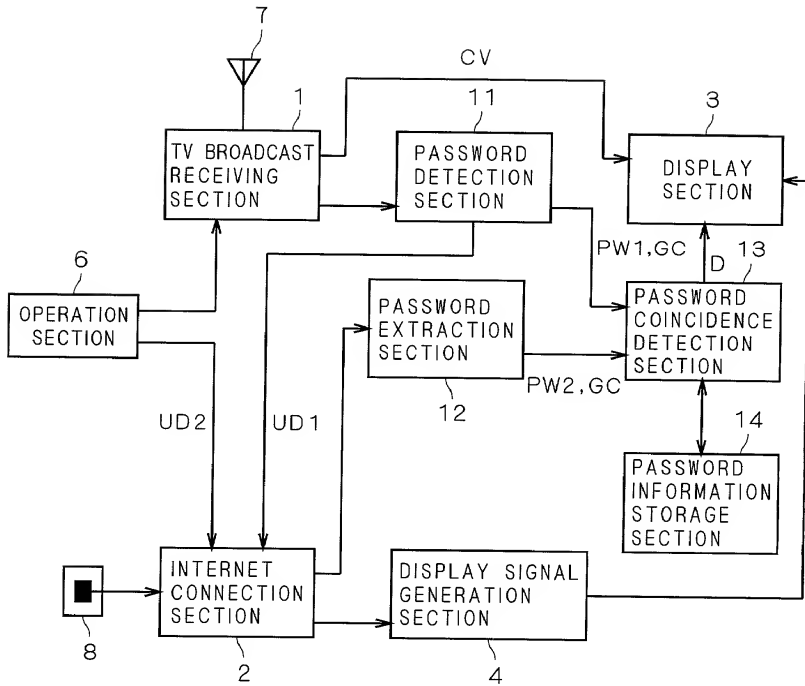 7
CV
1
11
3
TV BROADCAST
RECEIVING
SECTION
PASSWORD
DETECTION
SECTION
DISPLAY
SECTION
6
OPERATION
SECTION
PW1,GC
D
13
PASSWORD
EXTRACTION
SECTION
PASSWORD
COINCIDENCE
DETECTION
SECTION
12
PW2,GC
UD2
UD1
14
PASSWORD
INFORMATION
STORAGE
SECTION
INTERNET
CONNECTION
SECTION
DISPLAY SIGNAL
GENERATION
SECTION
8
2
4